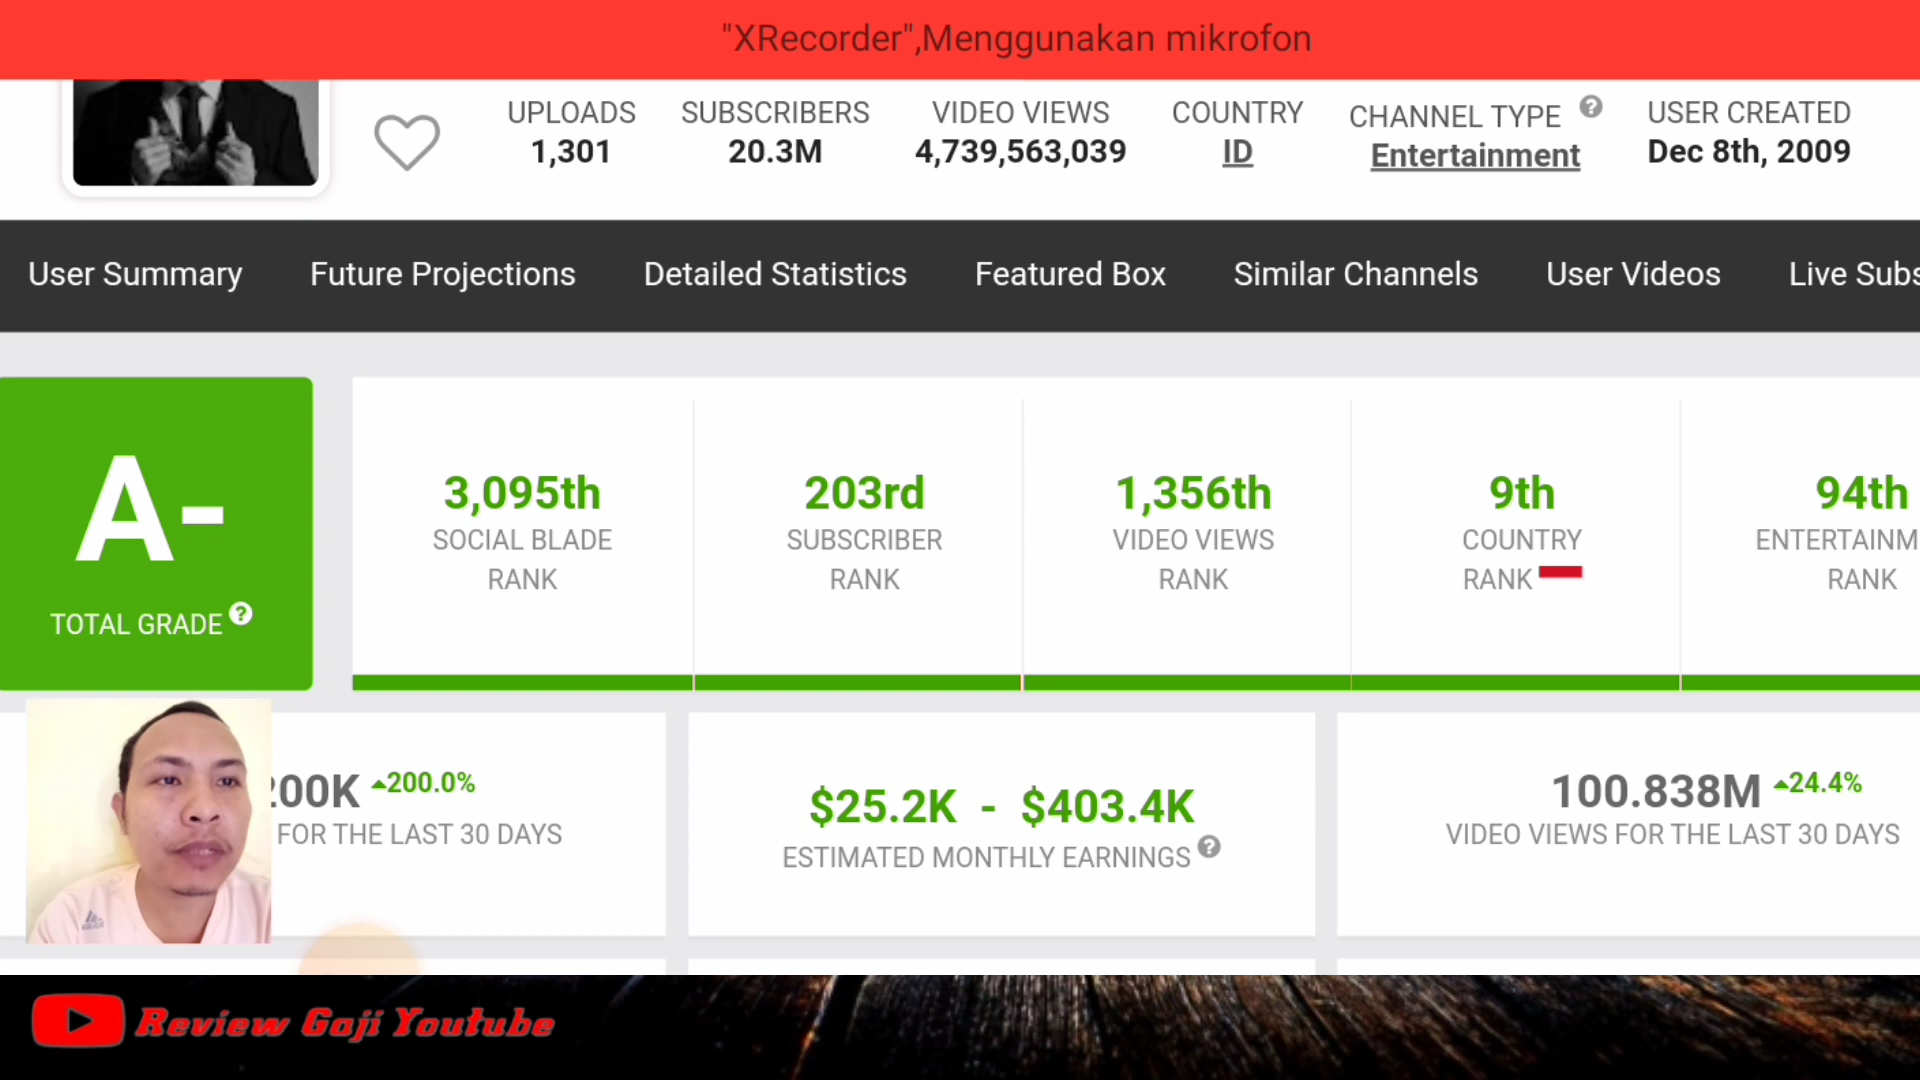 "XRecorder",Menggunakan mikrofon
UPLOADS
1,301
SUBSCRIBERS
20.3M
VIDEO VIEWS
4,739,563,039
COUNTRY
ID
CHANNEL TYPE ?
Entertainment
USER CREATED
Dec 8th, 2009
User Summary Future Projections Detailed Statistics Featured Box Similar Channels User Videos Live Subs
A-
TOTAL GRADE ?
3,095th
SOCIAL BLADE
RANK
203rd
SUBSCRIBER
RANK
1,356th
VIDEO VIEWS
RANK
9th
COUNTRY
RANK
94th
ENTERTAINM
RANK
200K 200.0%
FOR THE LAST 30 DAYS
$25.2K - $403.4K
ESTIMATED MONTHLY EARNINGS ?
100.838M 24.4%
VIDEO VIEWS FOR THE LAST 30 DAYS
Review Gaji Youtube